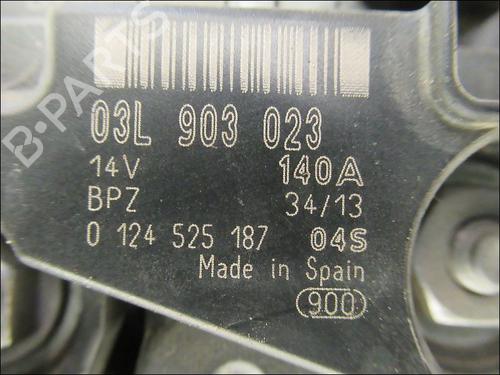 B-PARTS
03L 903 023
14V 140A
BPZ 34/13
0 124 525 187 04S
Made in Spain
900